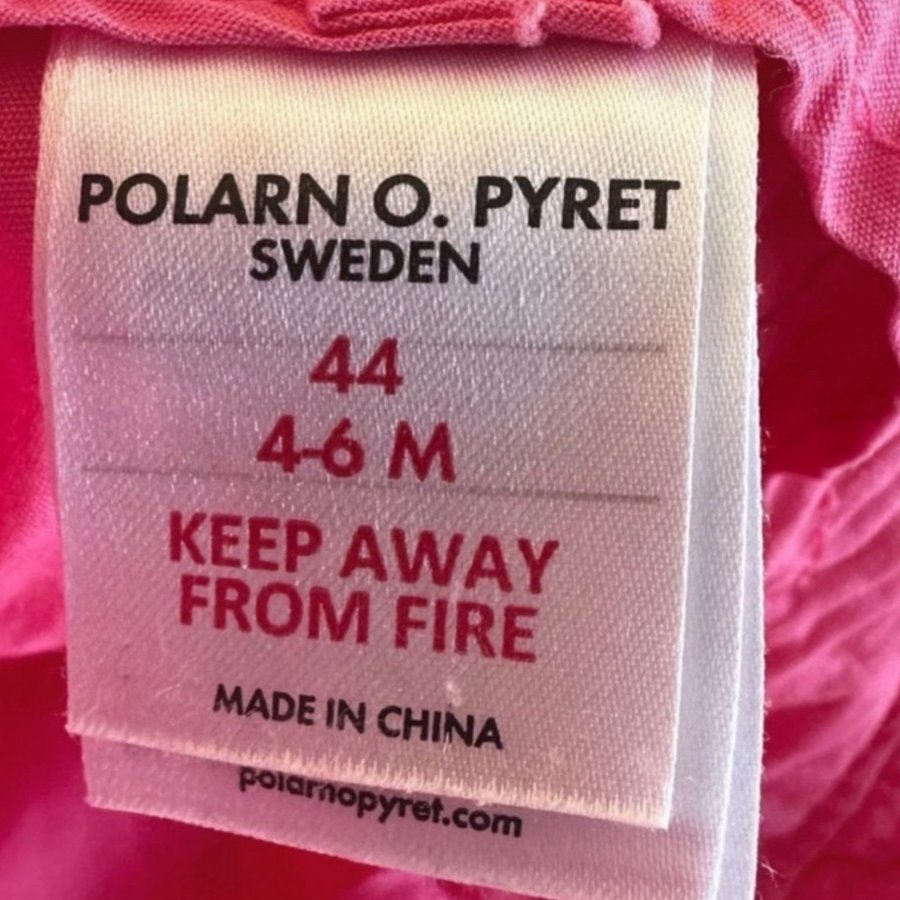 POLARN O. PYRET
SWEDEN
44
4-6 M
KEEP AWAY
FROM FIRE
MADE IN CHINA
polarnopyret.com